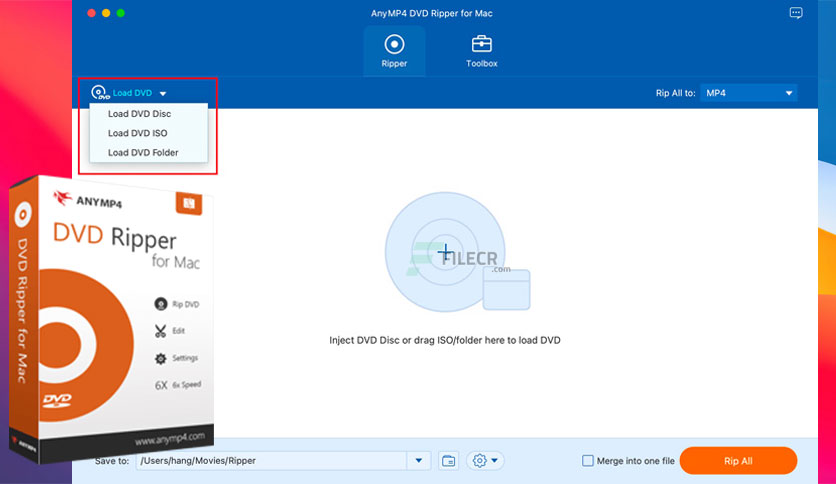 AnyMP4 DVD Ripper for Mac
Ripper
Toolbox
DVD
Load DVD
Rip All to:
MP4
Load DVD Disc
Load DVD ISO
Load DVD Folder
ANYMP4
DVD Ripper
for Mac
Rip DVD
Edit
Settings
6X
6x Speed
DVD
www.anymp4.com
DVD Ripper for Mac
ANYMP4
FILECR
.com
Inject DVD Disc or drag ISO/folder here to load DVD
Save to:
/Users/hang/Movies/Ripper
Merge into one file
Rip All